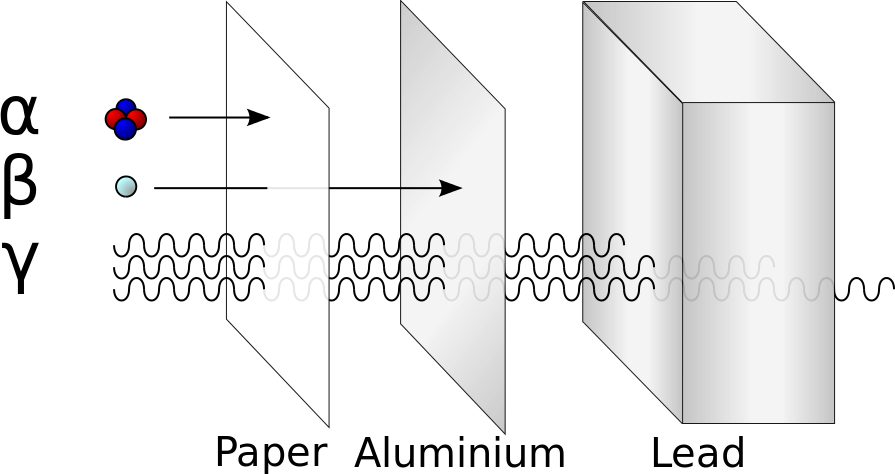 α
β
γ
Paper Aluminium Lead